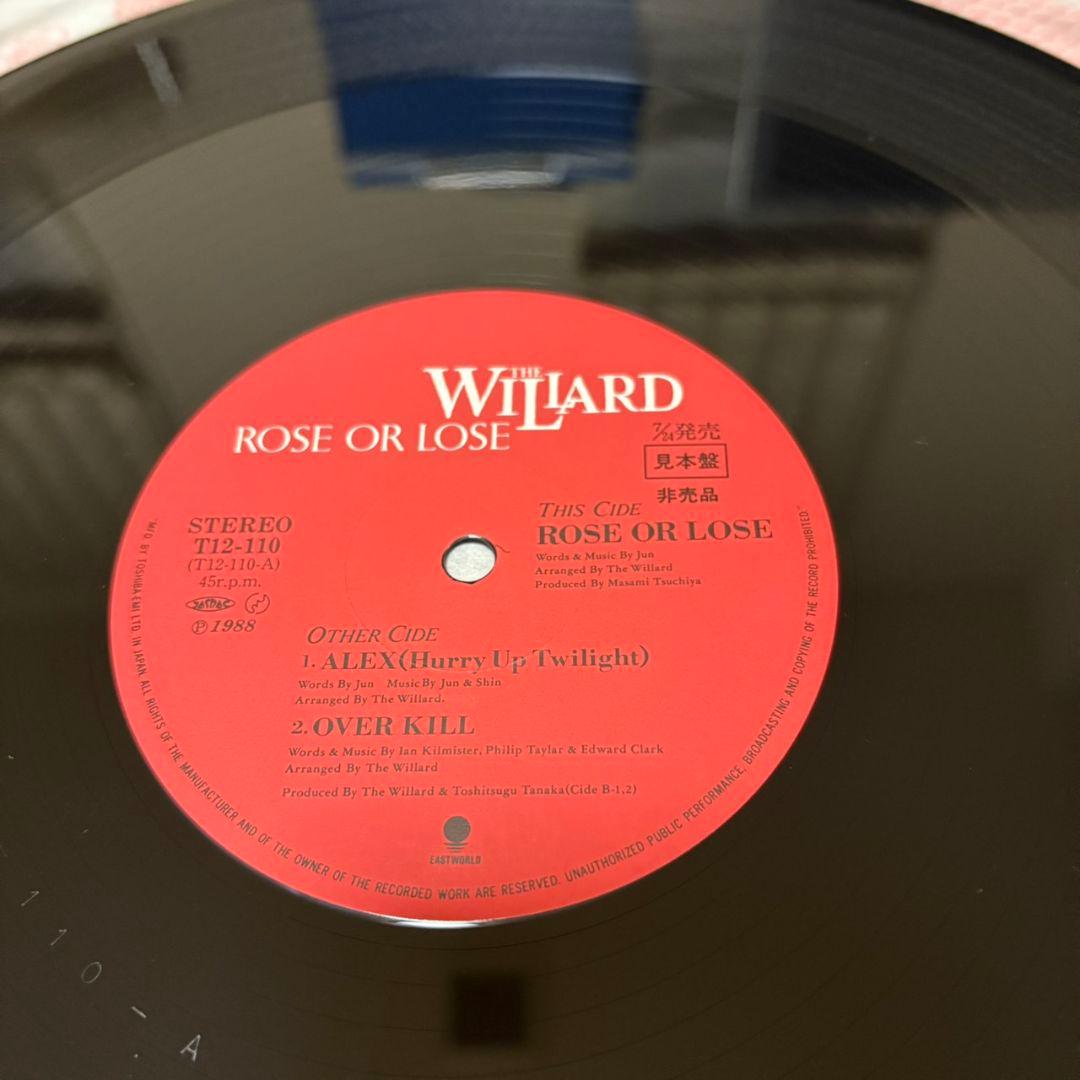 THE WILLARD
ROSE OR LOSE
7/24発売
見本盤
非売品
STEREO
T12-110
(T12-110-A)
45r.p.m.
℗1988
THIS CIDE
ROSE OR LOSE
Words & Music By Jun
Arranged By The Willard
Produced By Masami Tsuchiya
OTHER CIDE
1. ALEX(Hurry Up Twilight)
Words By Jun Music By Jun & Shin
Arranged By The Willard.
2. OVER KILL
Words & Music By Ian Kilmister, Philip Taylor & Edward Clark
Arranged By The Willard
Produced By The Willard & Toshitsugu Tanaka(Cide B-1,2)
EASTWORLD
"M/D. BY TOSHIBA-EMI LTD. IN JAPAN. ALL RIGHTS OF THE MANUFACTURER AND OF THE OWNER OF THE RECORDED WORK ARE RESERVED. UNAUTHORIZED PUBLIC PERFORMANCE, BROADCASTING AND COPYING OF THE RECORD PROHIBITED."
110-A